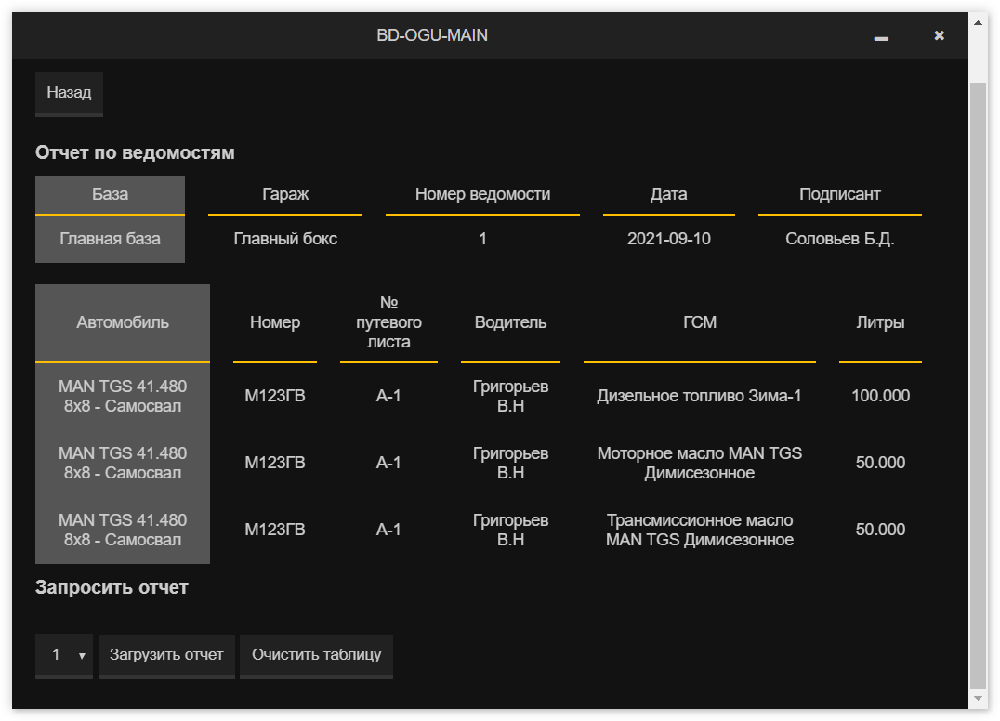 BD-OGU-MAIN
Назад
Отчет по ведомостям
База Гараж Номер ведомости Дата Подписант
Главная база Главный бокс 1 2021-09-10 Соловьев Б.Д.
Автомобиль Номер № путевого листа Водитель ГСМ Литры
MAN TGS 41.480 8x8 - Самосвал М123ГВ А-1 Григорьев В.Н Дизельное топливо Зима-1 100.000
MAN TGS 41.480 8x8 - Самосвал М123ГВ А-1 Григорьев В.Н Моторное масло MAN TGS Димисезонное 50.000
MAN TGS 41.480 8x8 - Самосвал М123ГВ А-1 Григорьев В.Н Трансмиссионное масло MAN TGS Димисезонное 50.000
Запросить отчет
1 Загрузить отчет Очистить таблицу